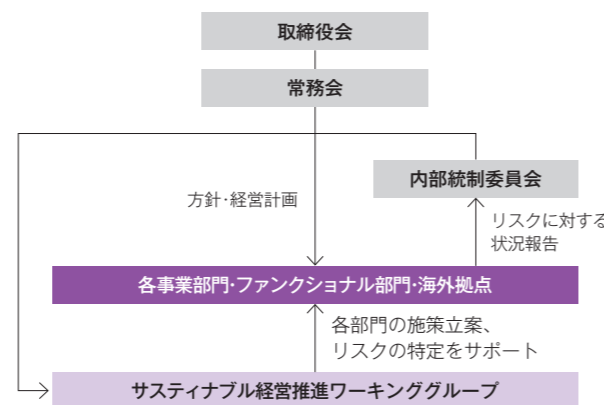 取締役会
常務会
内部統制委員会
方針・経営計画
リスクに対する
状況報告
各事業部門・ファンクショナル部門・海外拠点
各部門の施策立案、
リスクの特定をサポート
サスティナブル経営推進ワーキンググループ